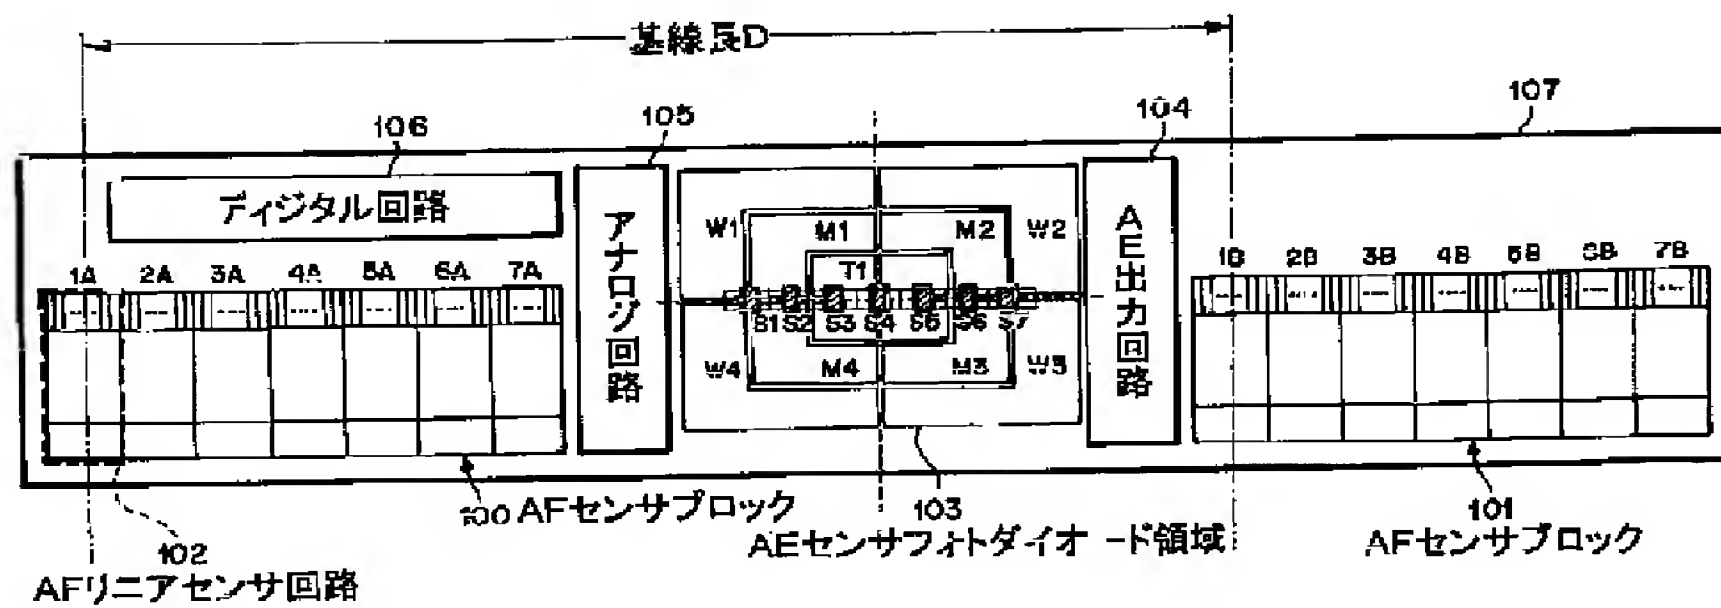 基線長D
107
104
105
106
ディジタル回路
アナロジ回路
AE出力回路
W1 M1 M2 W2
T1
1A 2A 3A 4A 5A 6A 7A
1B 2B 3B 4B 5B 6B 7B
S1 S2 S3 S4 S5 S6 S7
W4 M4 M3 W3
100 AFセンサブロック
103
AEセンサフォトダイオード領域
101
AFセンサブロック
102
AFリニアセンサ回路